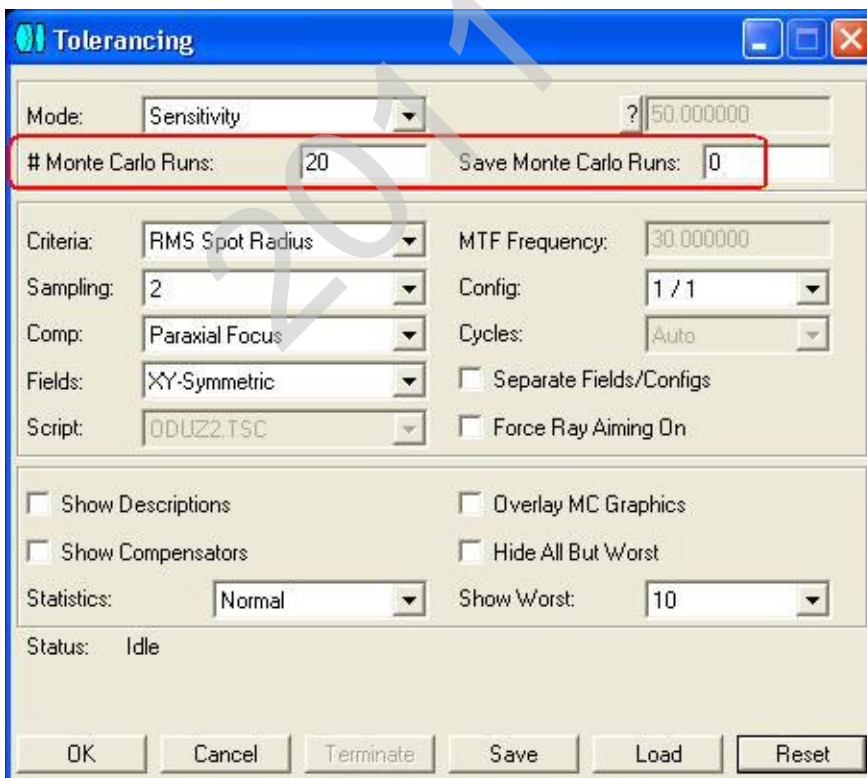 Tolerancing
Mode: Sensitivity ? 50.000000
# Monte Carlo Runs: 20 Save Monte Carlo Runs: 0
Criteria: RMS Spot Radius MTF Frequency: 30.000000
Sampling: 2 Config: 1 / 1
Comp: Paraxial Focus Cycles: Auto
Fields: XY-Symmetric Separate Fields/Configs
Script: ODUZ2.TSC Force Ray Aiming On
Show Descriptions Overlay MC Graphics
Show Compensators Hide All But Worst
Statistics: Normal Show Worst: 10
Status: Idle
OK Cancel Terminate Save Load Reset
2011